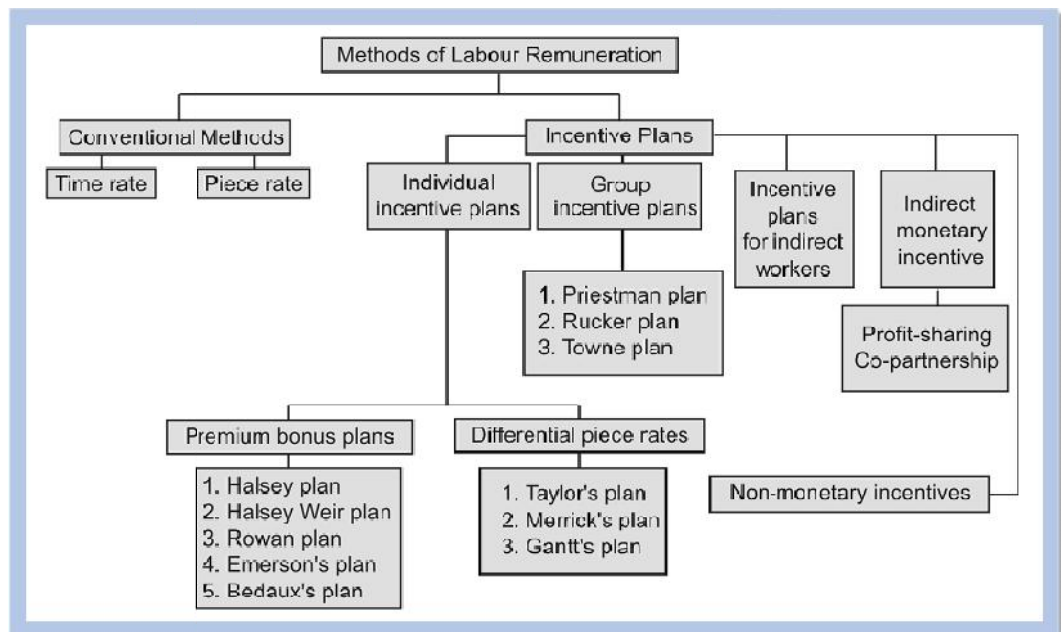 Methods of Labour Remuneration
Conventional Methods
Incentive Plans
Time rate
Piece rate
Individual
incentive plans
Group
incentive plans
Incentive
plans
for indirect
workers
Indirect
monetary
incentive
1. Priestman plan
2. Rucker plan
3. Towne plan
Profit-sharing
Co-partnership
Premium bonus plans
Differential piece rates
1. Halsey plan
2. Halsey Weir plan
3. Rowan plan
4. Emerson's plan
5. Bedaux's plan
1. Taylor's plan
2. Merrick's plan
3. Gantt's plan
Non-monetary incentives